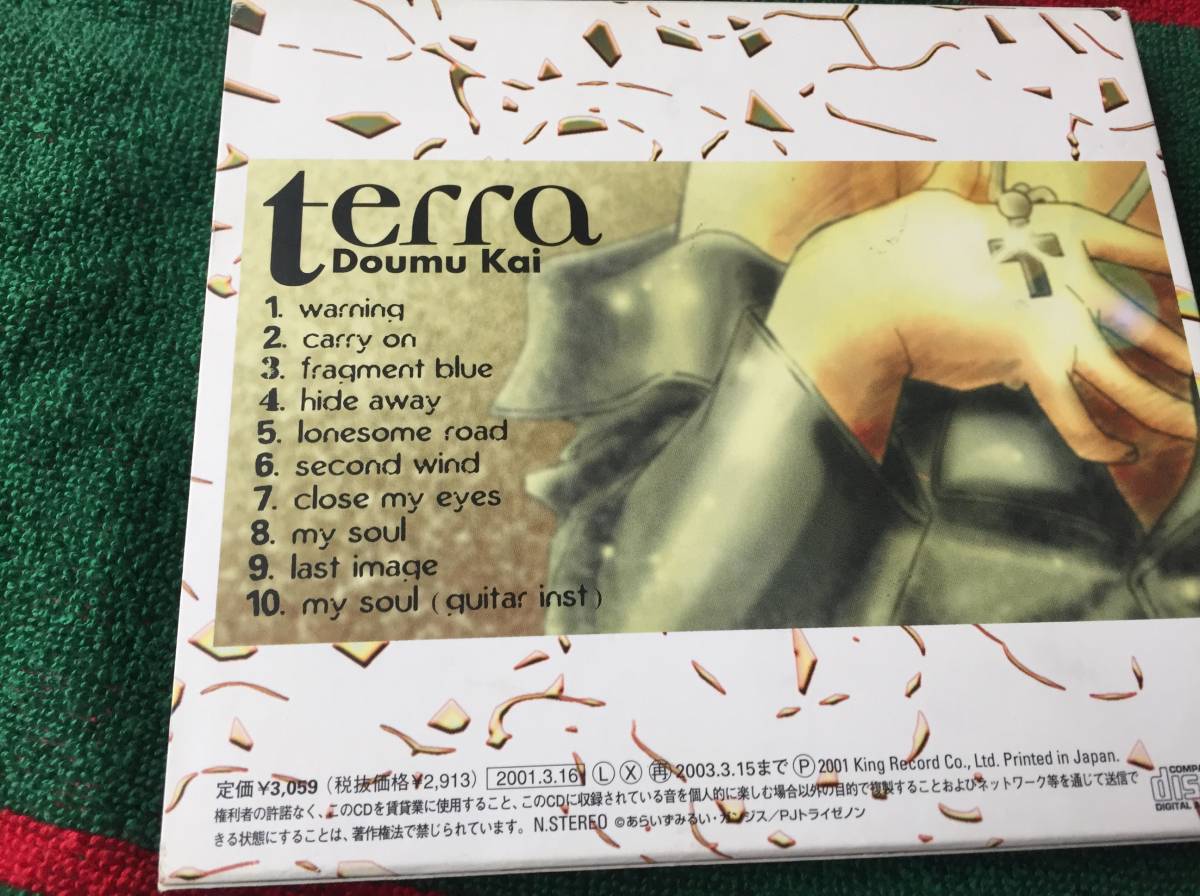 terra
Doumu Kai
1. warning
2. carry on
3. fragment blue
4. hide away
5. lonesome road
6. second wind
7. close my eyes
8. my soul
9. last image
10. my soul (guitar inst)
定価¥3,059 (税抜価格¥2,913) 2001.3.16 Ⓛ Ⓧ 再 2003.3.15まで Ⓟ 2001 King Record Co., Ltd. Printed in Japan.
権利者の許諾なく、このCDを賃貸業に使用すること、このCDに収録されている音を個人的に楽しむ場合以外の目的で複製することおよびネットワーク等を通じて送信で
きる状態にすることは、著作権法で禁じられています。 N.STEREO ©あらいずみるい・ガンジス/PJトライゼノン
COMPA
dis
DIGITAL